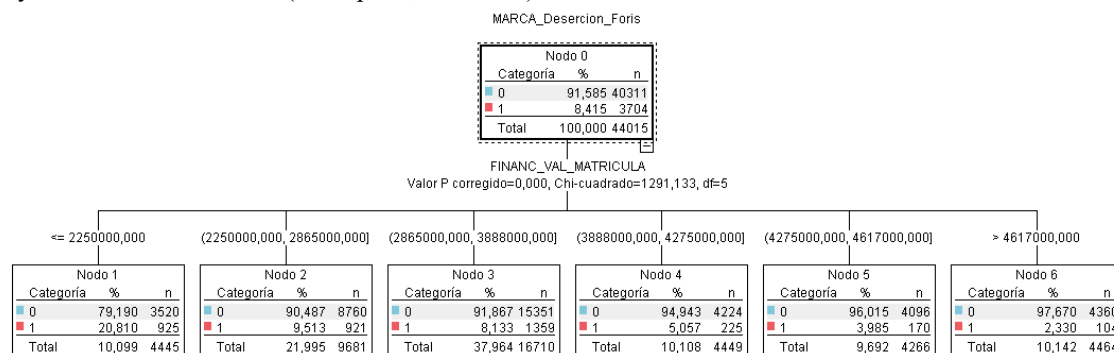 MARCA_Desercion_Foris
Nodo 0
Categoría % n
0 91,585 40311
1 8,415 3704
Total 100,000 44015
FINANC_VAL_MATRICULA
Valor P corregido=0,000, Chi-cuadrado=1291,133, df=5
<= 2250000,000 (2250000,000, 2865000,000] (2865000,000, 3888000,000] (3888000,000, 4275000,000] (4275000,000, 4617000,000] > 4617000,000
Nodo 1 Nodo 2 Nodo 3 Nodo 4 Nodo 5 Nodo 6
Categoría % n Categoría % n Categoría % n Categoría % n Categoría % n Categoría % n
0 79,190 3520 0 90,487 8760 0 91,867 15351 0 94,943 4224 0 96,015 4096 0 97,670 4360
1 20,810 925 1 9,513 921 1 8,133 1359 1 5,057 225 1 3,985 170 1 2,330 104
Total 10,099 4445 Total 21,995 9681 Total 37,964 16710 Total 10,108 4449 Total 9,692 4266 Total 10,142 4464